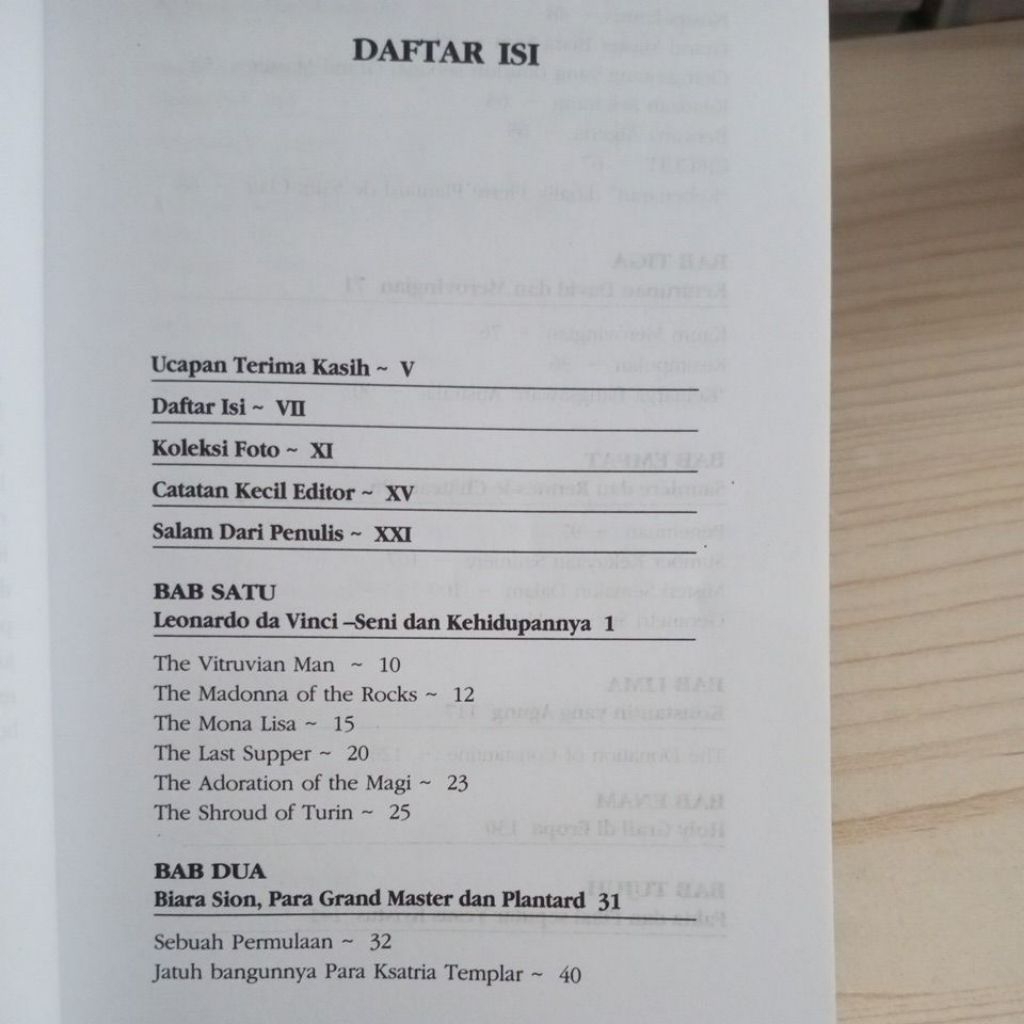 DAFTAR ISI
Ucapan Terima Kasih ~ V
Daftar Isi ~ VII
Koleksi Foto ~ XI
Catatan Kecil Editor ~ XV
Salam Dari Penulis ~ XXI
BAB SATU
Leonardo da Vinci –Seni dan Kehidupannya 1
The Vitruvian Man ~ 10
The Madonna of the Rocks ~ 12
The Mona Lisa ~ 15
The Last Supper ~ 20
The Adoration of the Magi ~ 23
The Shroud of Turin ~ 25
BAB DUA
Biara Sion, Para Grand Master dan Plantard 31
Sebuah Permulaan ~ 32
Jatuh bangunnya Para Ksatria Templar ~ 40